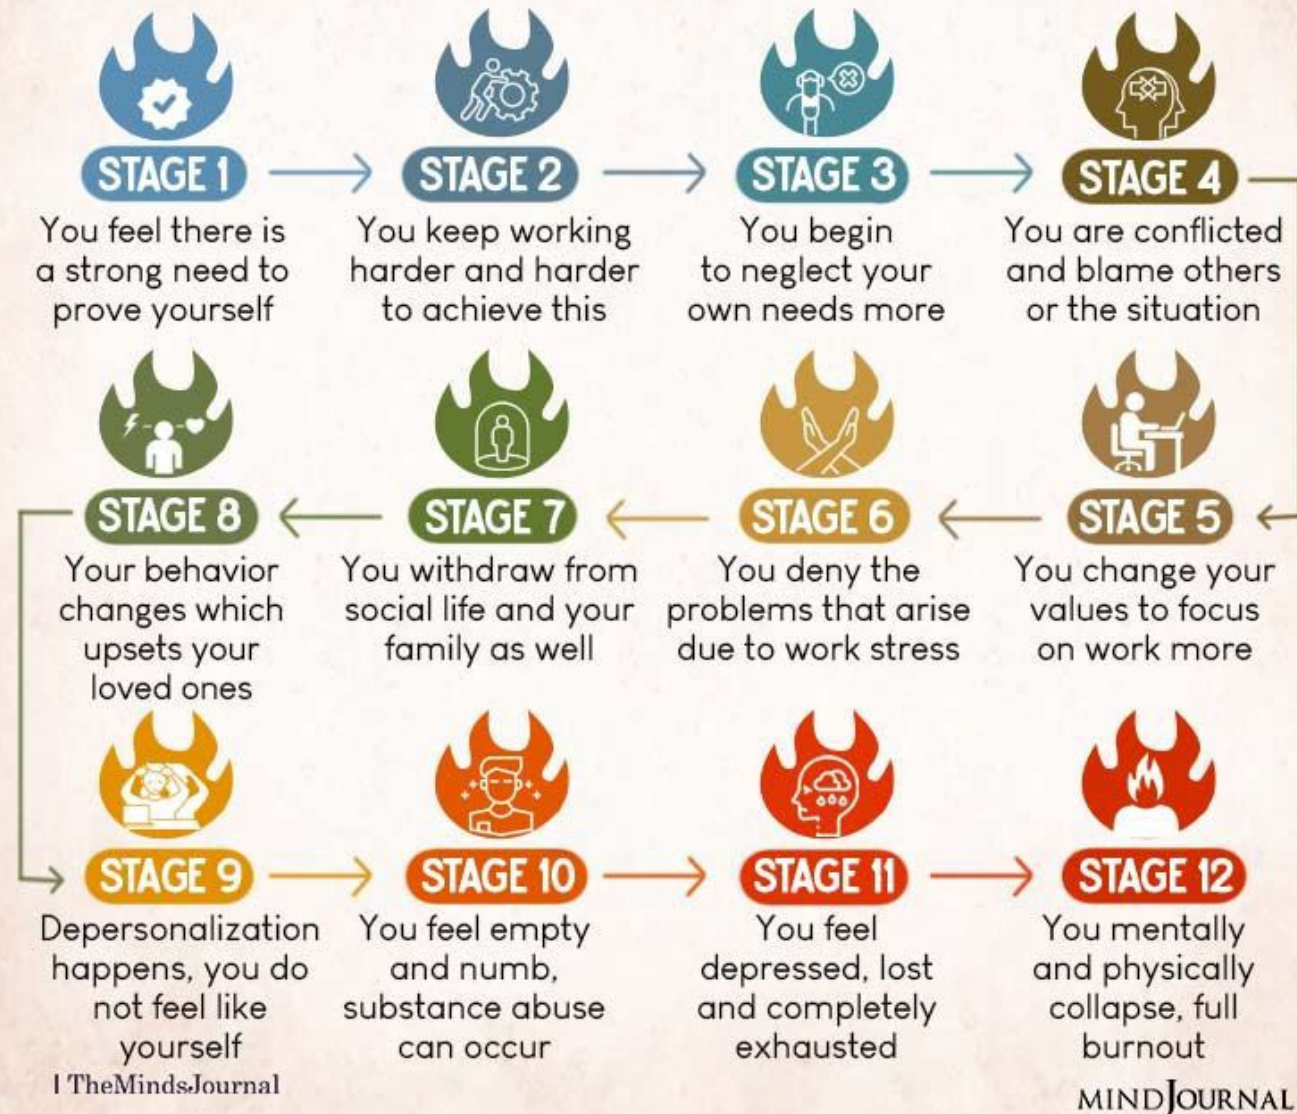 STAGE 1
You feel there is
a strong need to
prove yourself
STAGE 2
You keep working
harder and harder
to achieve this
STAGE 3
You begin
to neglect your
own needs more
STAGE 4
You are conflicted
and blame others
or the situation
STAGE 5
You change your
values to focus
on work more
STAGE 6
You deny the
problems that arise
due to work stress
STAGE 7
You withdraw from
social life and your
family as well
STAGE 8
Your behavior
changes which
upsets your
loved ones
STAGE 9
Depersonalization
happens, you do
not feel like
yourself
STAGE 10
You feel empty
and numb,
substance abuse
can occur
STAGE 11
You feel
depressed, lost
and completely
exhausted
STAGE 12
You mentally
and physically
collapse, full
burnout
| TheMindsJournal
MINDJOURNAL